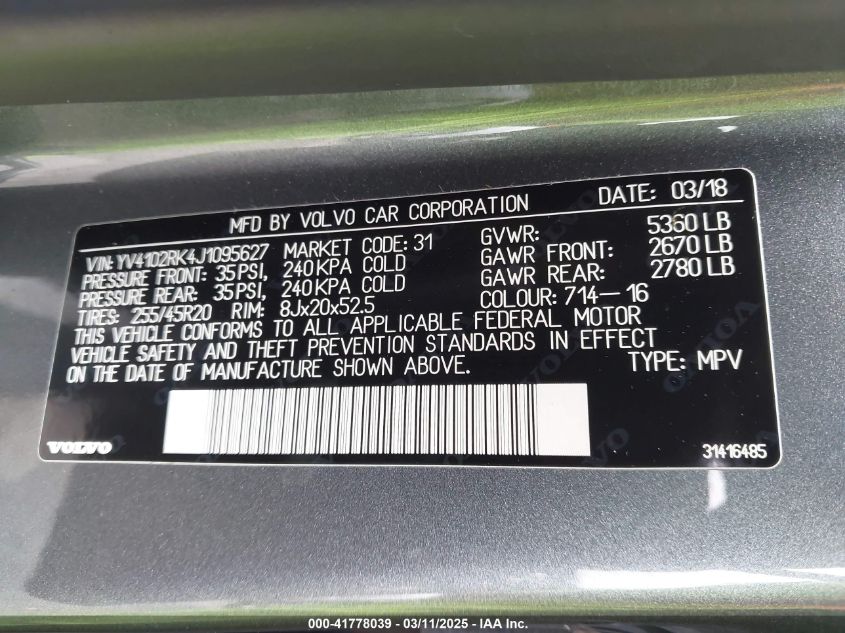 MFD BY VOLVO CAR CORPORATION DATE: 03/18
VIN: YV4102RK4J1095627 MARKET CODE: 31 GVWR: 5360 LB
PRESSURE FRONT: 35 PSI, 240 KPA COLD GAWR FRONT: 2670 LB
PRESSURE REAR: 35 PSI, 240 KPA COLD GAWR REAR: 2780 LB
TIRES: 255/45R20 RIM: 8Jx20x52.5 COLOUR: 714-16
THIS VEHICLE CONFORMS TO ALL APPLICABLE FEDERAL MOTOR
VEHICLE SAFETY AND THEFT PREVENTION STANDARDS IN EFFECT
ON THE DATE OF MANUFACTURE SHOWN ABOVE. TYPE: MPV
VOLVO 31416485
000-41778039 - 03/11/2025 - IAA Inc.